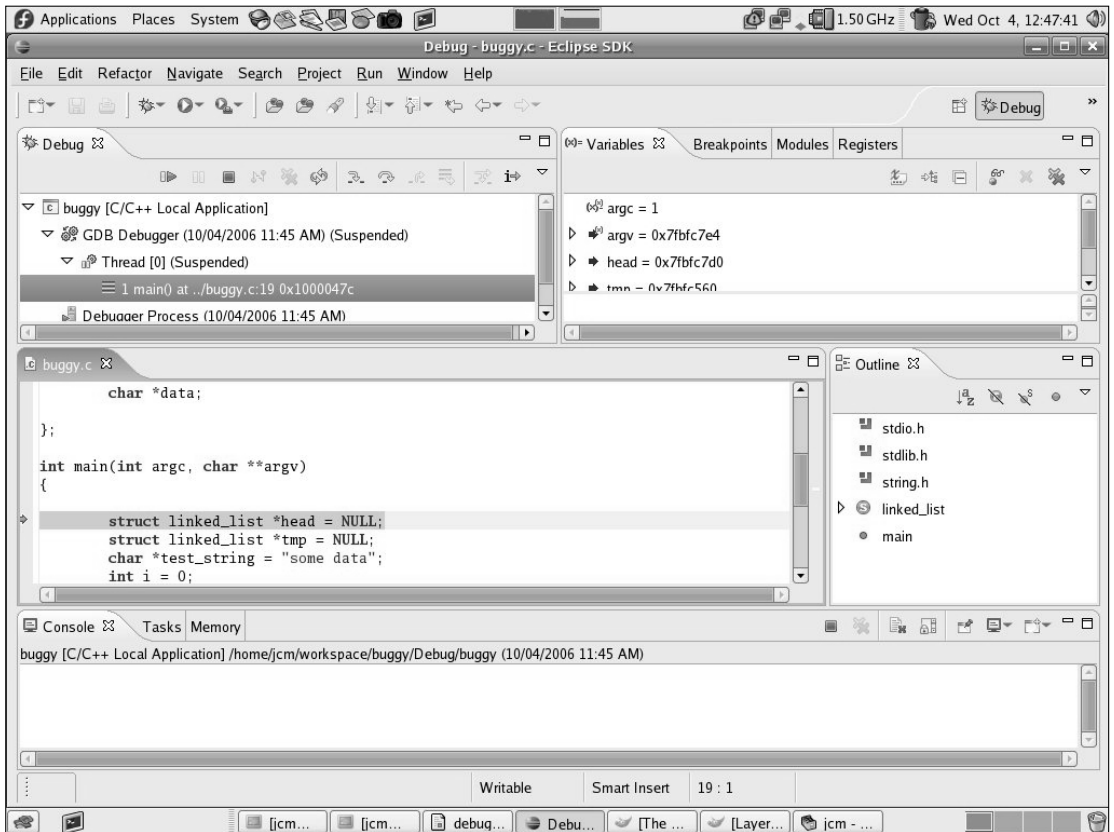 Applications Places System 1.50 GHz Wed Oct 4, 12:47:41
Debug - buggy.c - Eclipse SDK
File Edit Refactor Navigate Search Project Run Window Help
Debug »
Debug
buggy [C/C++ Local Application]
GDB Debugger (10/04/2006 11:45 AM) (Suspended)
Thread [0] (Suspended)
1 main() at ../buggy.c:19 0x1000047c
Debugger Process (10/04/2006 11:45 AM)
(x)= Variables Breakpoints Modules Registers
argc = 1
argv = 0x7fbfc7e4
head = 0x7fbfc7d0
tmp = 0x7fbfc560
buggy.c
char *data;
};
int main(int argc, char **argv)
{
struct linked_list *head = NULL;
struct linked_list *tmp = NULL;
char *test_string = "some data";
int i = 0;
Outline
stdio.h
stdlib.h
string.h
linked_list
main
Console Tasks Memory
buggy [C/C++ Local Application] /home/jcm/workspace/buggy/Debug/buggy (10/04/2006 11:45 AM)
Writable Smart Insert 19 : 1
[jcm... [jcm... debug... Debu... [The ... [Layer... jcm - ...